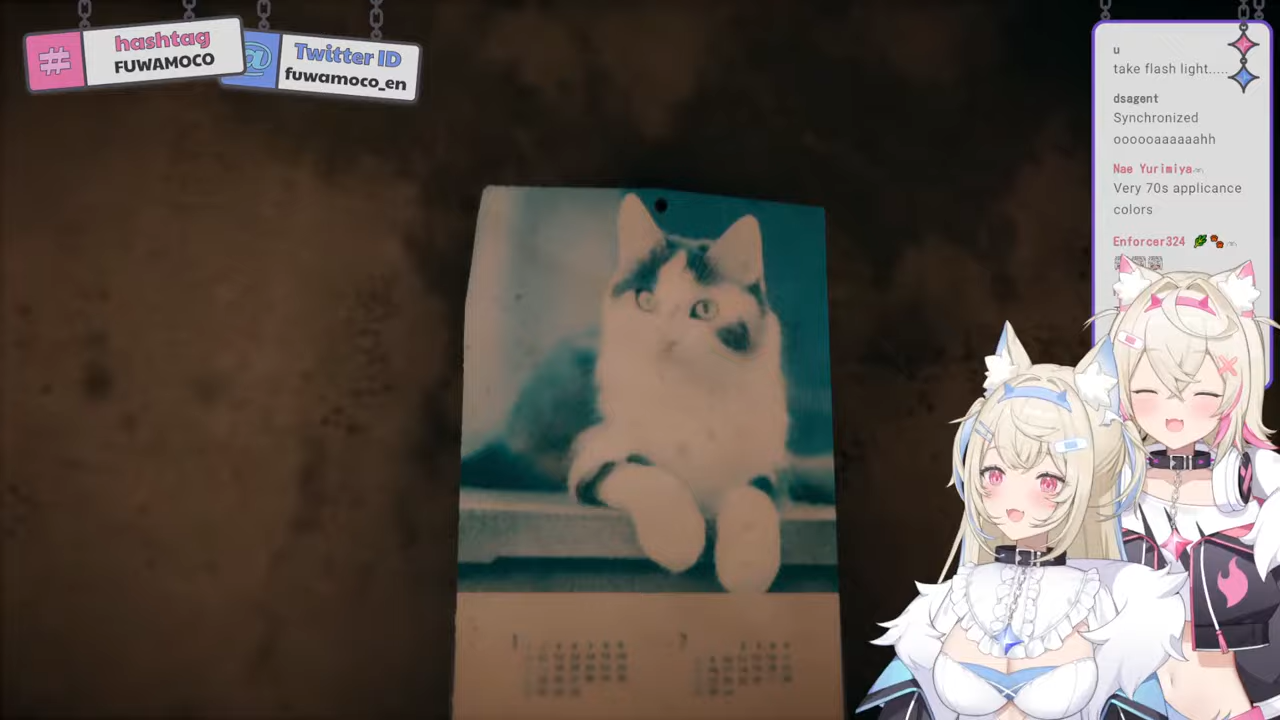 #
hashtag
FUWAMOCO
@
Twitter ID
fuwamoco_en
u
take flash light.....
dsagent
Synchronized
oooooaaaaaahh
Nae Yurimiya
Very 70s applicance
colors
Enforcer324